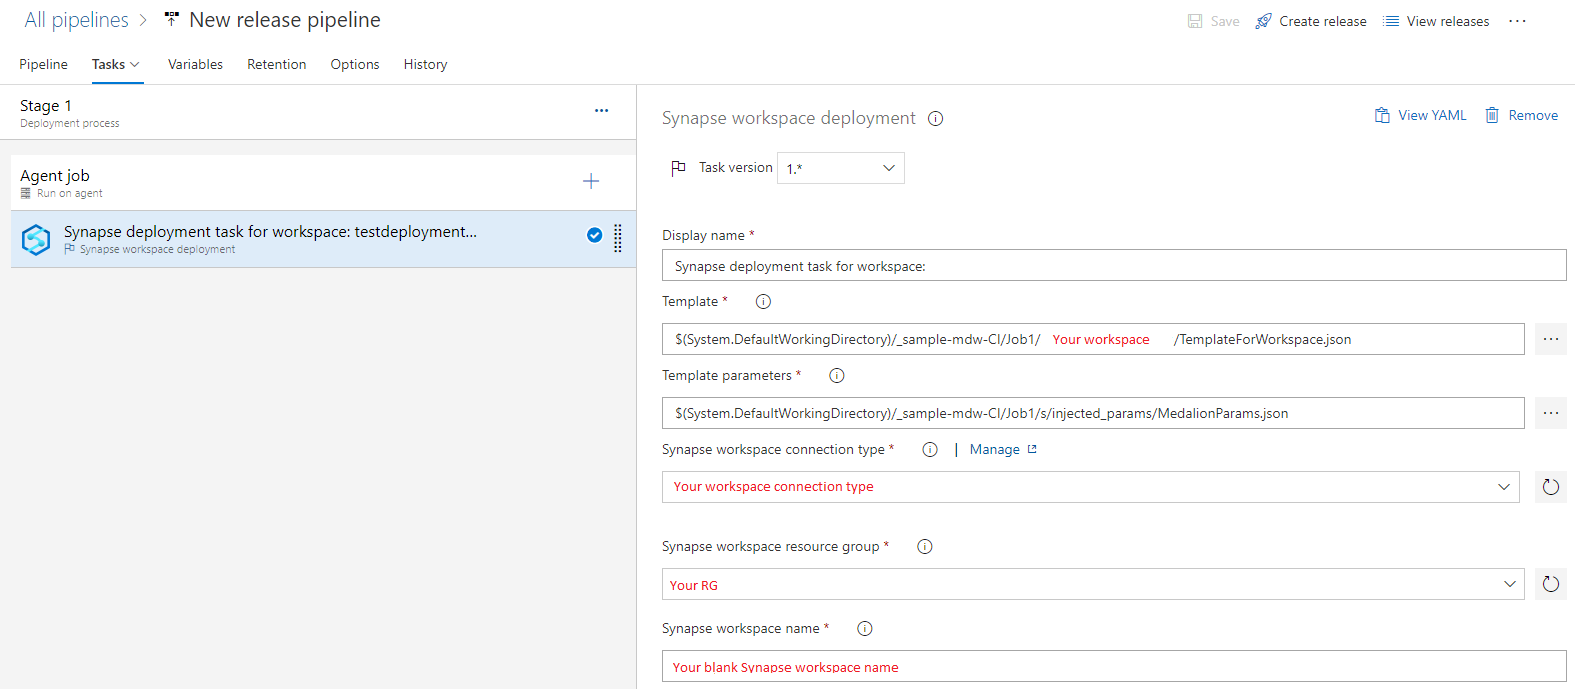 All pipelines > New release pipeline
Save Create release View releases ...
Pipeline Tasks Variables Retention Options History
Stage 1
Deployment process
...
Agent job
Run on agent
Synapse deployment task for workspace: testdeployment...
Synapse workspace deployment
Synapse workspace deployment
View YAML Remove
Task version 1.*
Display name *
Synapse deployment task for workspace:
Template *
$(System.DefaultWorkingDirectory)/_sample-mdw-CI/Job1/ Your workspace /TemplateForWorkspace.json
...
Template parameters *
$(System.DefaultWorkingDirectory)/_sample-mdw-CI/Job1/s/injected_params/MedalionParams.json
...
Synapse workspace connection type * | Manage
Your workspace connection type
Synapse workspace resource group *
Your RG
Synapse workspace name *
Your blank Synapse workspace name